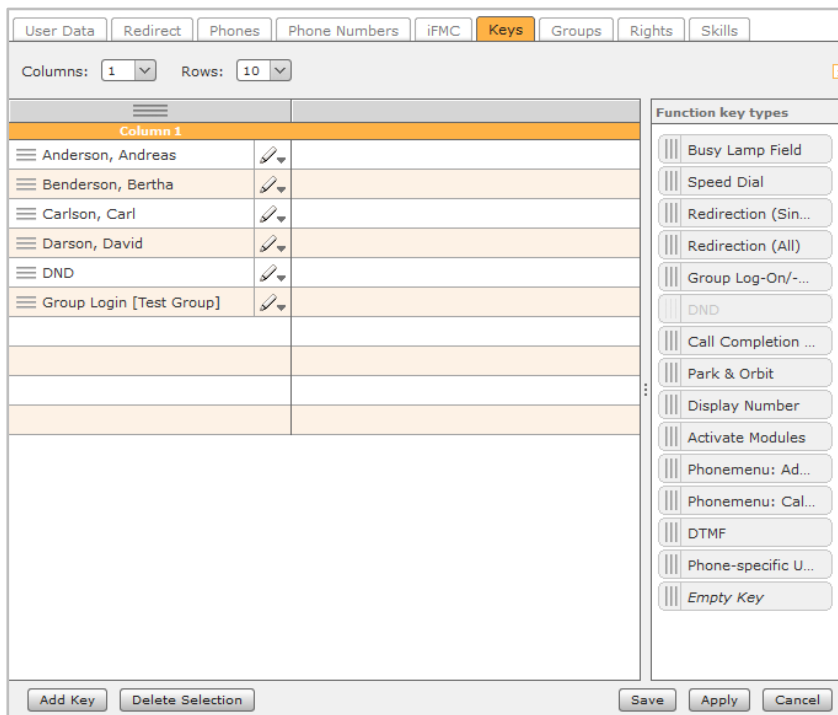 User Data Redirect Phones Phone Numbers iFMC Keys Groups Rights Skills
Columns: 1 Rows: 10
Function key types
Column 1
Anderson, Andreas
Benderson, Bertha
Carlson, Carl
Darson, David
DND
Group Login [Test Group]
Busy Lamp Field
Speed Dial
Redirection (Sin...
Redirection (All)
Group Log-On/-...
DND
Call Completion ...
Park & Orbit
Display Number
Activate Modules
Phonemenu: Ad...
Phonemenu: Cal...
DTMF
Phone-specific U...
Empty Key
Add Key Delete Selection Save Apply Cancel